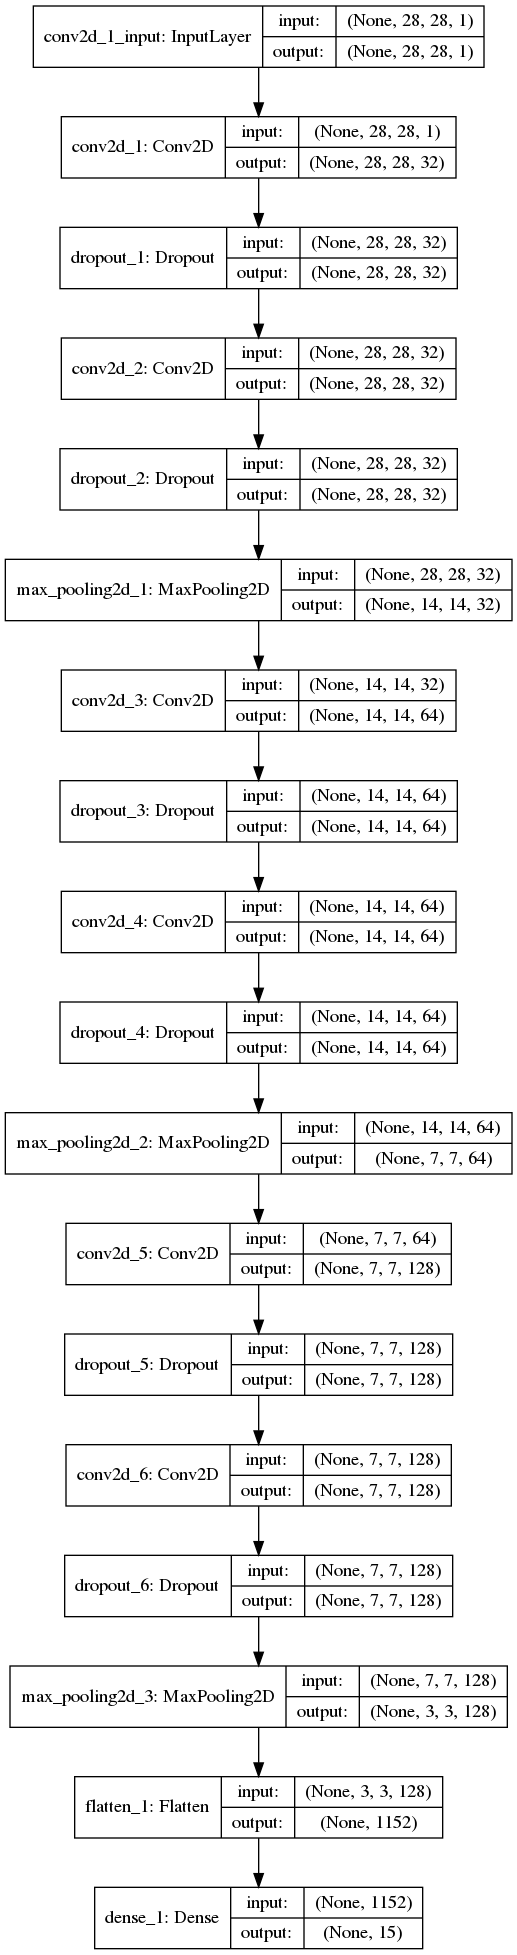 conv2d_1_input: InputLayer
input:
(None, 28, 28, 1)
output:
(None, 28, 28, 1)
conv2d_1: Conv2D
input:
(None, 28, 28, 1)
output:
(None, 28, 28, 32)
dropout_1: Dropout
input:
(None, 28, 28, 32)
output:
(None, 28, 28, 32)
conv2d_2: Conv2D
input:
(None, 28, 28, 32)
output:
(None, 28, 28, 32)
dropout_2: Dropout
input:
(None, 28, 28, 32)
output:
(None, 28, 28, 32)
max_pooling2d_1: MaxPooling2D
input:
(None, 28, 28, 32)
output:
(None, 14, 14, 32)
conv2d_3: Conv2D
input:
(None, 14, 14, 32)
output:
(None, 14, 14, 64)
dropout_3: Dropout
input:
(None, 14, 14, 64)
output:
(None, 14, 14, 64)
conv2d_4: Conv2D
input:
(None, 14, 14, 64)
output:
(None, 14, 14, 64)
dropout_4: Dropout
input:
(None, 14, 14, 64)
output:
(None, 14, 14, 64)
max_pooling2d_2: MaxPooling2D
input:
(None, 14, 14, 64)
output:
(None, 7, 7, 64)
conv2d_5: Conv2D
input:
(None, 7, 7, 64)
output:
(None, 7, 7, 128)
dropout_5: Dropout
input:
(None, 7, 7, 128)
output:
(None, 7, 7, 128)
conv2d_6: Conv2D
input:
(None, 7, 7, 128)
output:
(None, 7, 7, 128)
dropout_6: Dropout
input:
(None, 7, 7, 128)
output:
(None, 7, 7, 128)
max_pooling2d_3: MaxPooling2D
input:
(None, 7, 7, 128)
output:
(None, 3, 3, 128)
flatten_1: Flatten
input:
(None, 3, 3, 128)
output:
(None, 1152)
dense_1: Dense
input:
(None, 1152)
output:
(None, 15)